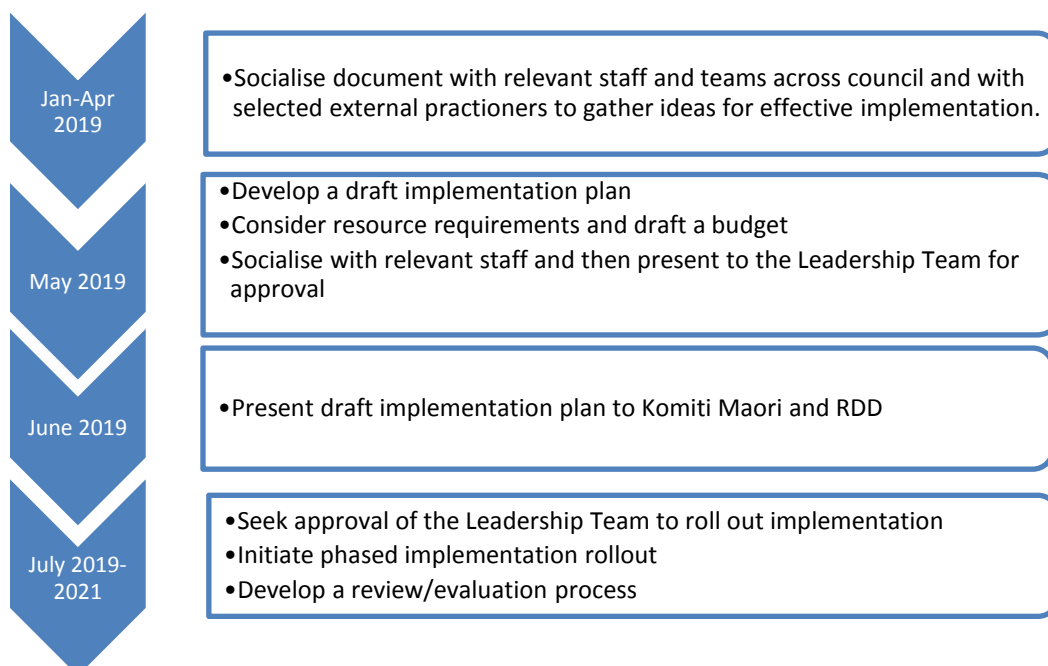 Jan-Apr
2019
•Socialise document with relevant staff and teams across council and with
selected external practioners to gather ideas for effective implementation.
May 2019
•Develop a draft implementation plan
•Consider resource requirements and draft a budget
•Socialise with relevant staff and then present to the Leadership Team for
approval
June 2019
•Present draft implementation plan to Komiti Maori and RDD
July 2019-
2021
•Seek approval of the Leadership Team to roll out implementation
•Initiate phased implementation rollout
•Develop a review/evaluation process